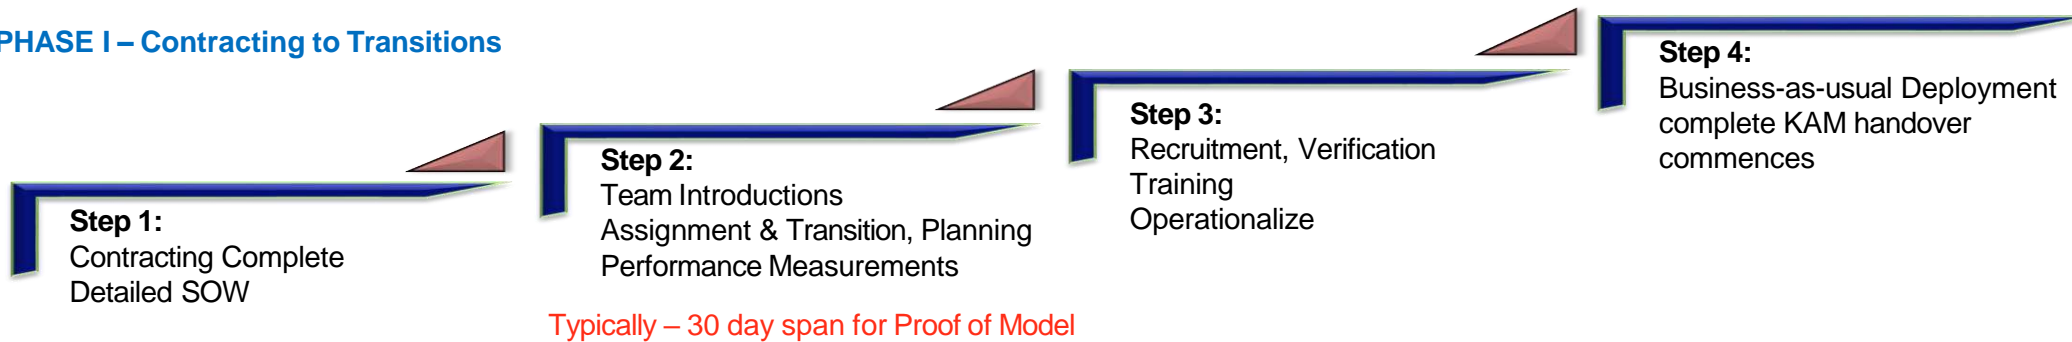 PHASE I – Contracting to Transitions
Step 1:
Contracting Complete
Detailed SOW
Step 2:
Team Introductions
Assignment & Transition, Planning
Performance Measurements
Typically – 30 day span for Proof of Model
Step 3:
Recruitment, Verification
Training
Operationalize
Step 4:
Business-as-usual Deployment
complete KAM handover
commences